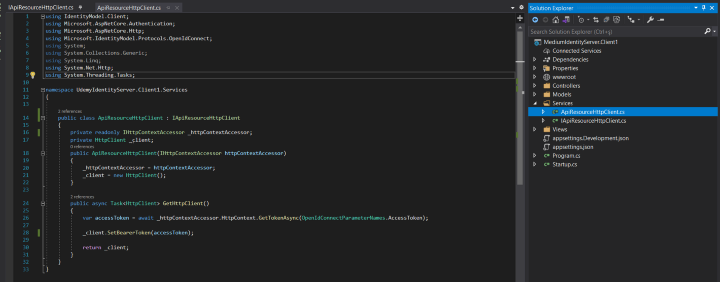 IApiResourceHttpClient.cs
ApiResourceHttpClient.cs
1 using IdentityModel.Client;
2 using Microsoft.AspNetCore.Authentication;
3 using Microsoft.AspNetCore.Http;
4 using Microsoft.IdentityModel.Protocols.OpenIdConnect;
5 using System;
6 using System.Collections.Generic;
7 using System.Linq;
8 using System.Net.Http;
9 using System.Threading.Tasks;
10
11 namespace UdemyIdentityServer.Client1.Services
12 {
13
2 references
14 public class ApiResourceHttpClient : IApiResourceHttpClient
15 {
16 private readonly IHttpContextAccessor _httpContextAccessor;
17 private HttpClient _client;
0 references
18 public ApiResourceHttpClient(IHttpContextAccessor httpContextAccessor)
19 {
20 _httpContextAccessor = httpContextAccessor;
21 _client = new HttpClient();
22 }
23
2 references
24 public async Task<HttpClient> GetHttpClient()
25 {
26 var accessToken = await _httpContextAccessor.HttpContext.GetTokenAsync(OpenIdConnectParameterNames.AccessToken);
27
28 _client.SetBearerToken(accessToken);
29
30 return _client;
31 }
32 }
33 }
Solution Explorer
Search Solution Explorer (Ctrl+ş)
MediumIdentityServer.Client1
Connected Services
Dependencies
Properties
wwwroot
Controllers
Models
Services
ApiResourceHttpClient.cs
IApiResourceHttpClient.cs
Views
appsettings.Development.json
appsettings.json
Program.cs
Startup.cs